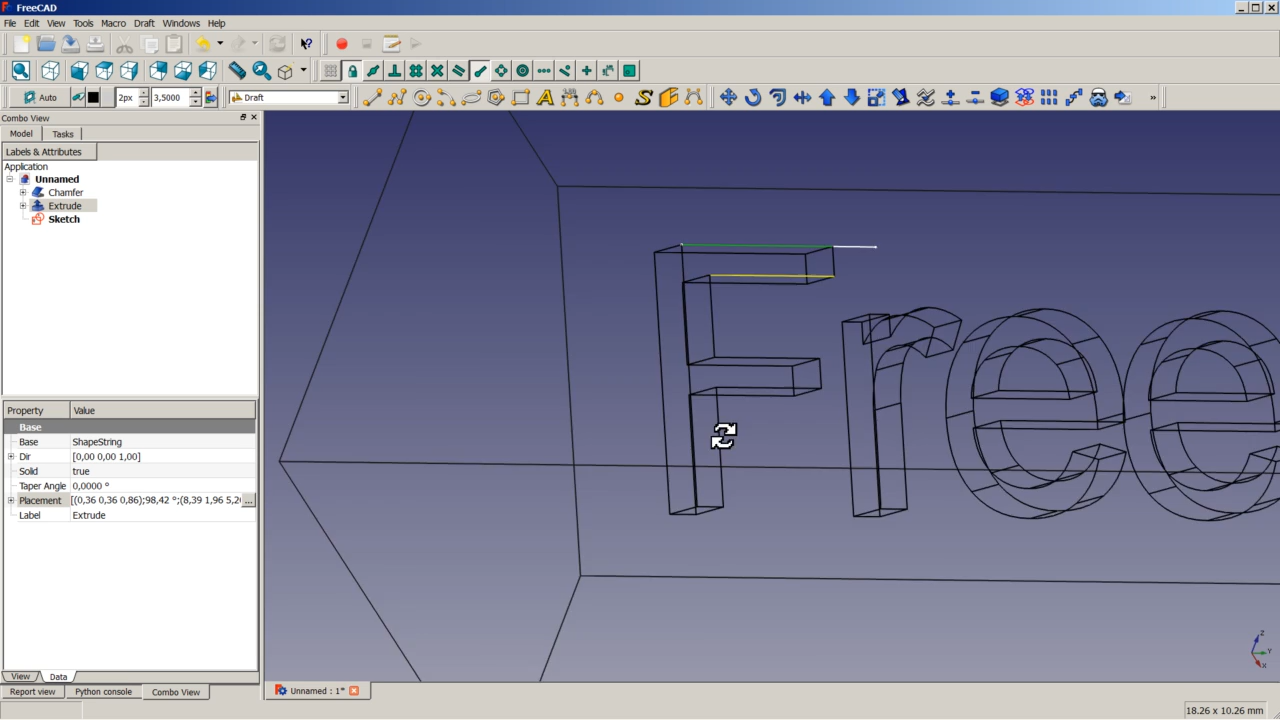 FreeCAD
File Edit View Tools Macro Draft Windows Help
Auto 2px 3,5000 Draft »
Combo View
Model Tasks
Labels & Attributes
Application
Unnamed
Chamfer
Extrude
Sketch
Property Value
Base
Base ShapeString
Dir [0,00 0,00 1,00]
Solid true
Taper Angle 0,0000 °
Placement [(0,36 0,36 0,86);98,42 °;(8,39 1,96 5,2 ...
Label Extrude
View Data
Report view Python console Combo View
Free
Z
Y
X
Unnamed : 1*
18.26 x 10.26 mm